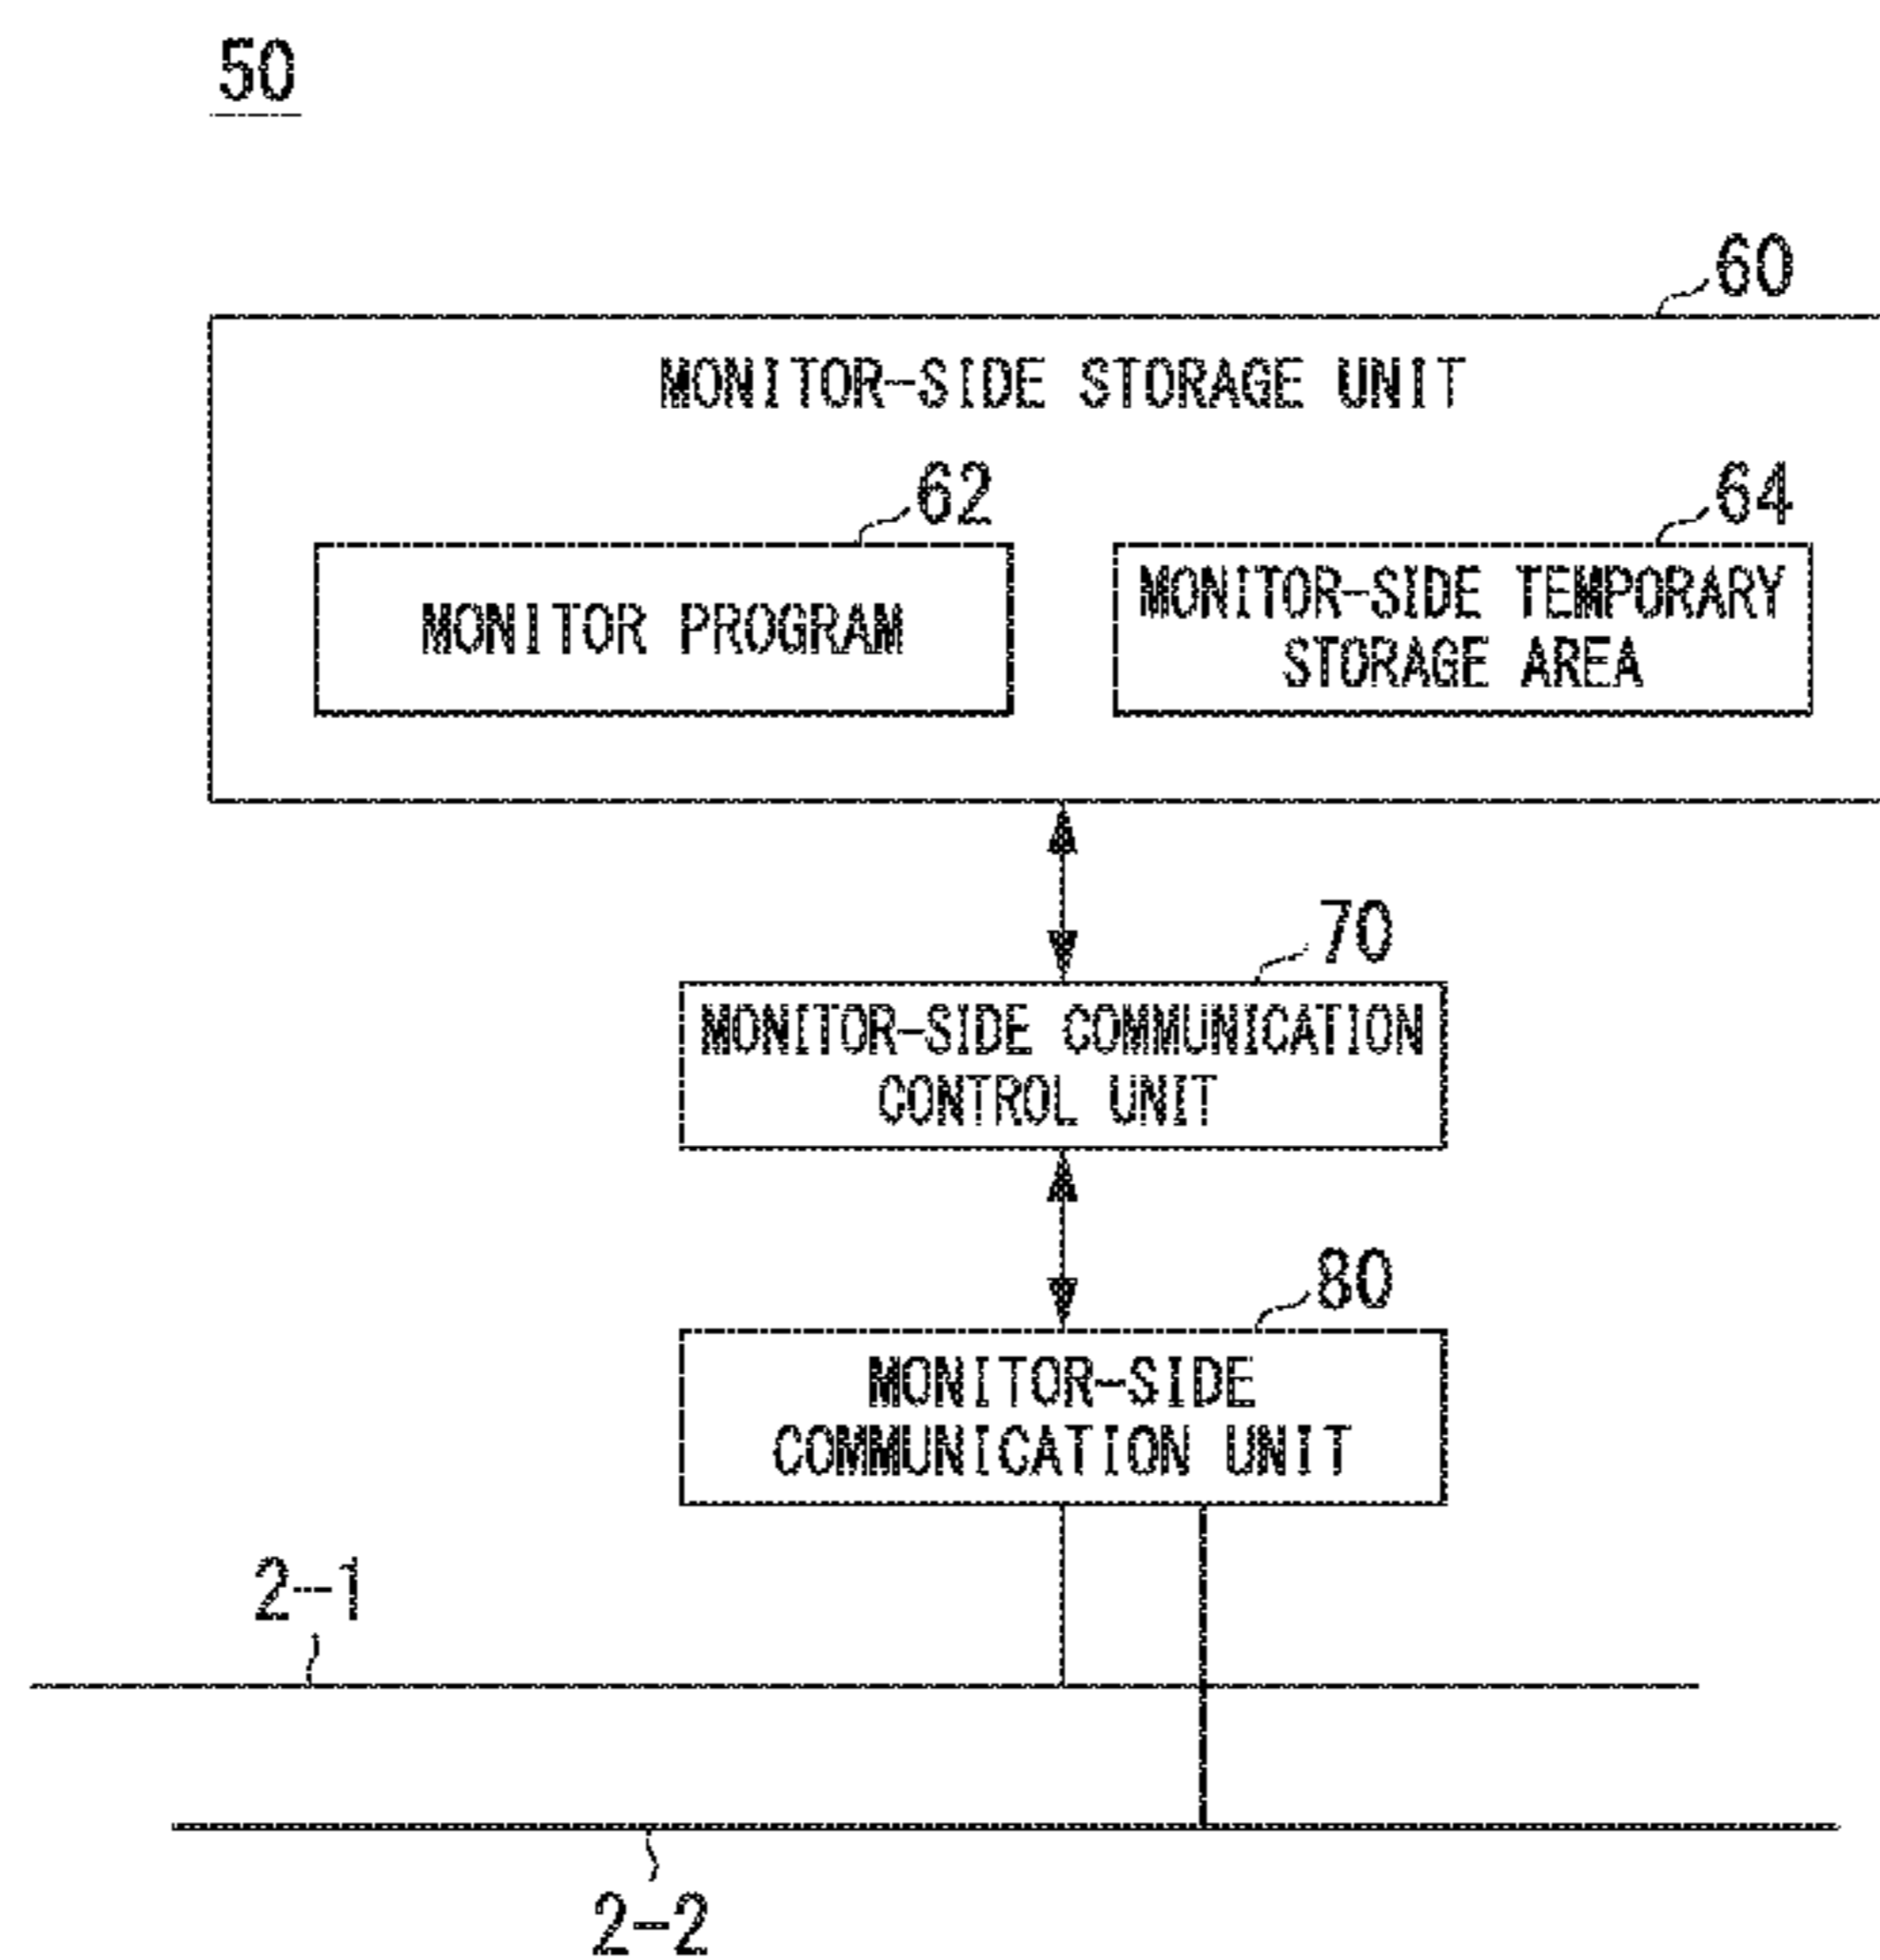 50
60
MONITOR-SIDE STORAGE UNIT
62
64
MONITOR PROGRAM
MONITOR-SIDE TEMPORARY
STORAGE AREA
70
MONITOR-SIDE COMMUNICATION
CONTROL UNIT
80
MONITOR-SIDE
COMMUNICATION UNIT
2-1
2-2